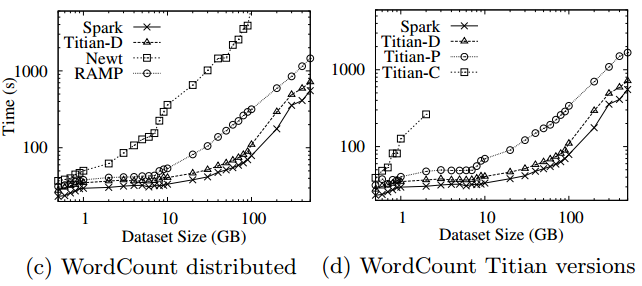 Spark
Titian-D
Newt
RAMP
Time (s)
1000
100
1
10
100
Dataset Size (GB)
(c) WordCount distributed
Spark
Titian-D
Titian-P
Titian-C
1000
100
1
10
100
Dataset Size (GB)
(d) WordCount Titian versions